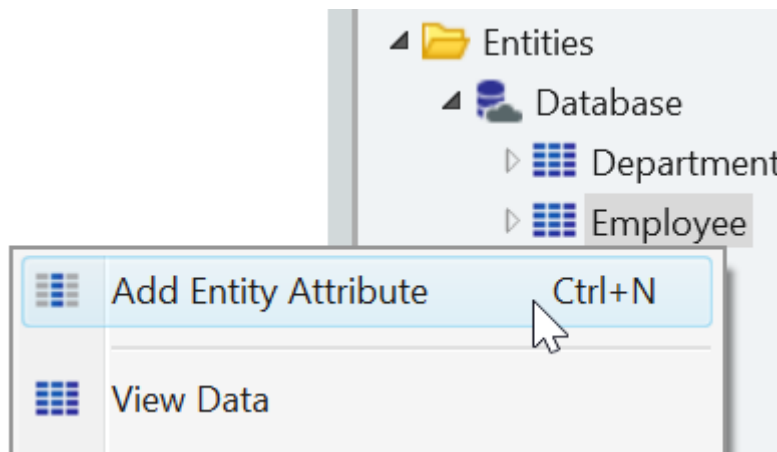 Entities
Database
Department
Employee
Add Entity Attribute Ctrl+N
View Data